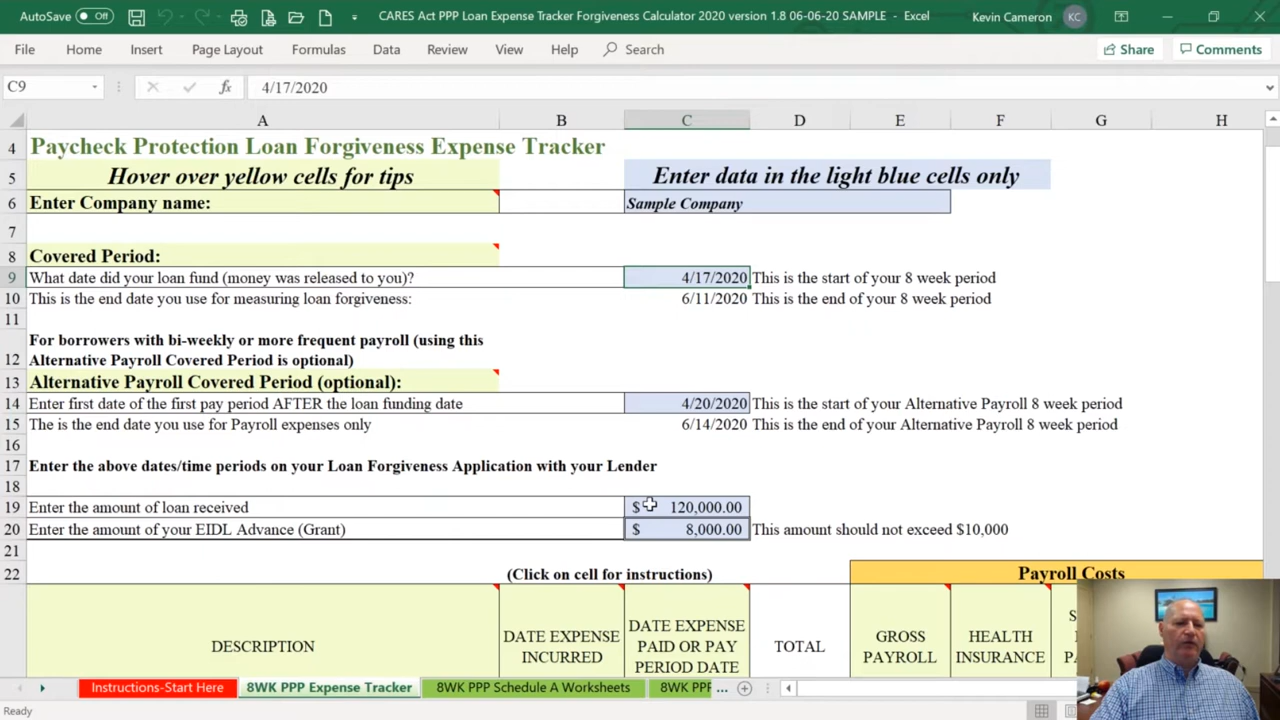 AutoSave Off CARES Act PPP Loan Expense Tracker Forgiveness Calculator 2020 version 1.8 06-06-20 SAMPLE - Excel Kevin Cameron KC
File Home Insert Page Layout Formulas Data Review View Help Search Share Comments
C9 fx 4/17/2020
A B C D E F G H
4 Paycheck Protection Loan Forgiveness Expense Tracker
5 Hover over yellow cells for tips Enter data in the light blue cells only
6 Enter Company name: Sample Company
7
8 Covered Period:
9 What date did your loan fund (money was released to you)? 4/17/2020 This is the start of your 8 week period
10 This is the end date you use for measuring loan forgiveness: 6/11/2020 This is the end of your 8 week period
11
For borrowers with bi-weekly or more frequent payroll (using this
12 Alternative Payroll Covered Period is optional)
13 Alternative Payroll Covered Period (optional):
14 Enter first date of the first pay period AFTER the loan funding date 4/20/2020 This is the start of your Alternative Payroll 8 week period
15 The is the end date you use for Payroll expenses only 6/14/2020 This is the end of your Alternative Payroll 8 week period
16
17 Enter the above dates/time periods on your Loan Forgiveness Application with your Lender
18
19 Enter the amount of loan received $ 120,000.00
20 Enter the amount of your EIDL Advance (Grant) $ 8,000.00 This amount should not exceed $10,000
21
22 (Click on cell for instructions) Payroll Costs
DESCRIPTION DATE EXPENSE INCURRED DATE EXPENSE PAID OR PAY PERIOD DATE TOTAL GROSS PAYROLL HEALTH INSURANCE
Instructions-Start Here 8WK PPP Expense Tracker 8WK PPP Schedule A Worksheets 8WK PPF ...
Ready